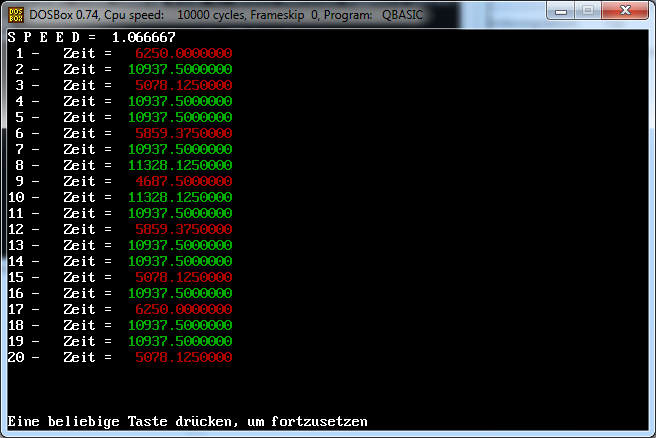 DOS BOX DOSBox 0.74, Cpu speed: 10000 cycles, Frameskip 0, Program: QBASIC
S P E E D = 1.066667
1 - Zeit = 6250.0000000
2 - Zeit = 10937.5000000
3 - Zeit = 5078.1250000
4 - Zeit = 10937.5000000
5 - Zeit = 10937.5000000
6 - Zeit = 5859.3750000
7 - Zeit = 10937.5000000
8 - Zeit = 11328.1250000
9 - Zeit = 4687.5000000
10 - Zeit = 11328.1250000
11 - Zeit = 10937.5000000
12 - Zeit = 5859.3750000
13 - Zeit = 10937.5000000
14 - Zeit = 10937.5000000
15 - Zeit = 5078.1250000
16 - Zeit = 10937.5000000
17 - Zeit = 6250.0000000
18 - Zeit = 10937.5000000
19 - Zeit = 10937.5000000
20 - Zeit = 5078.1250000
Eine beliebige Taste drücken, um fortzusetzen